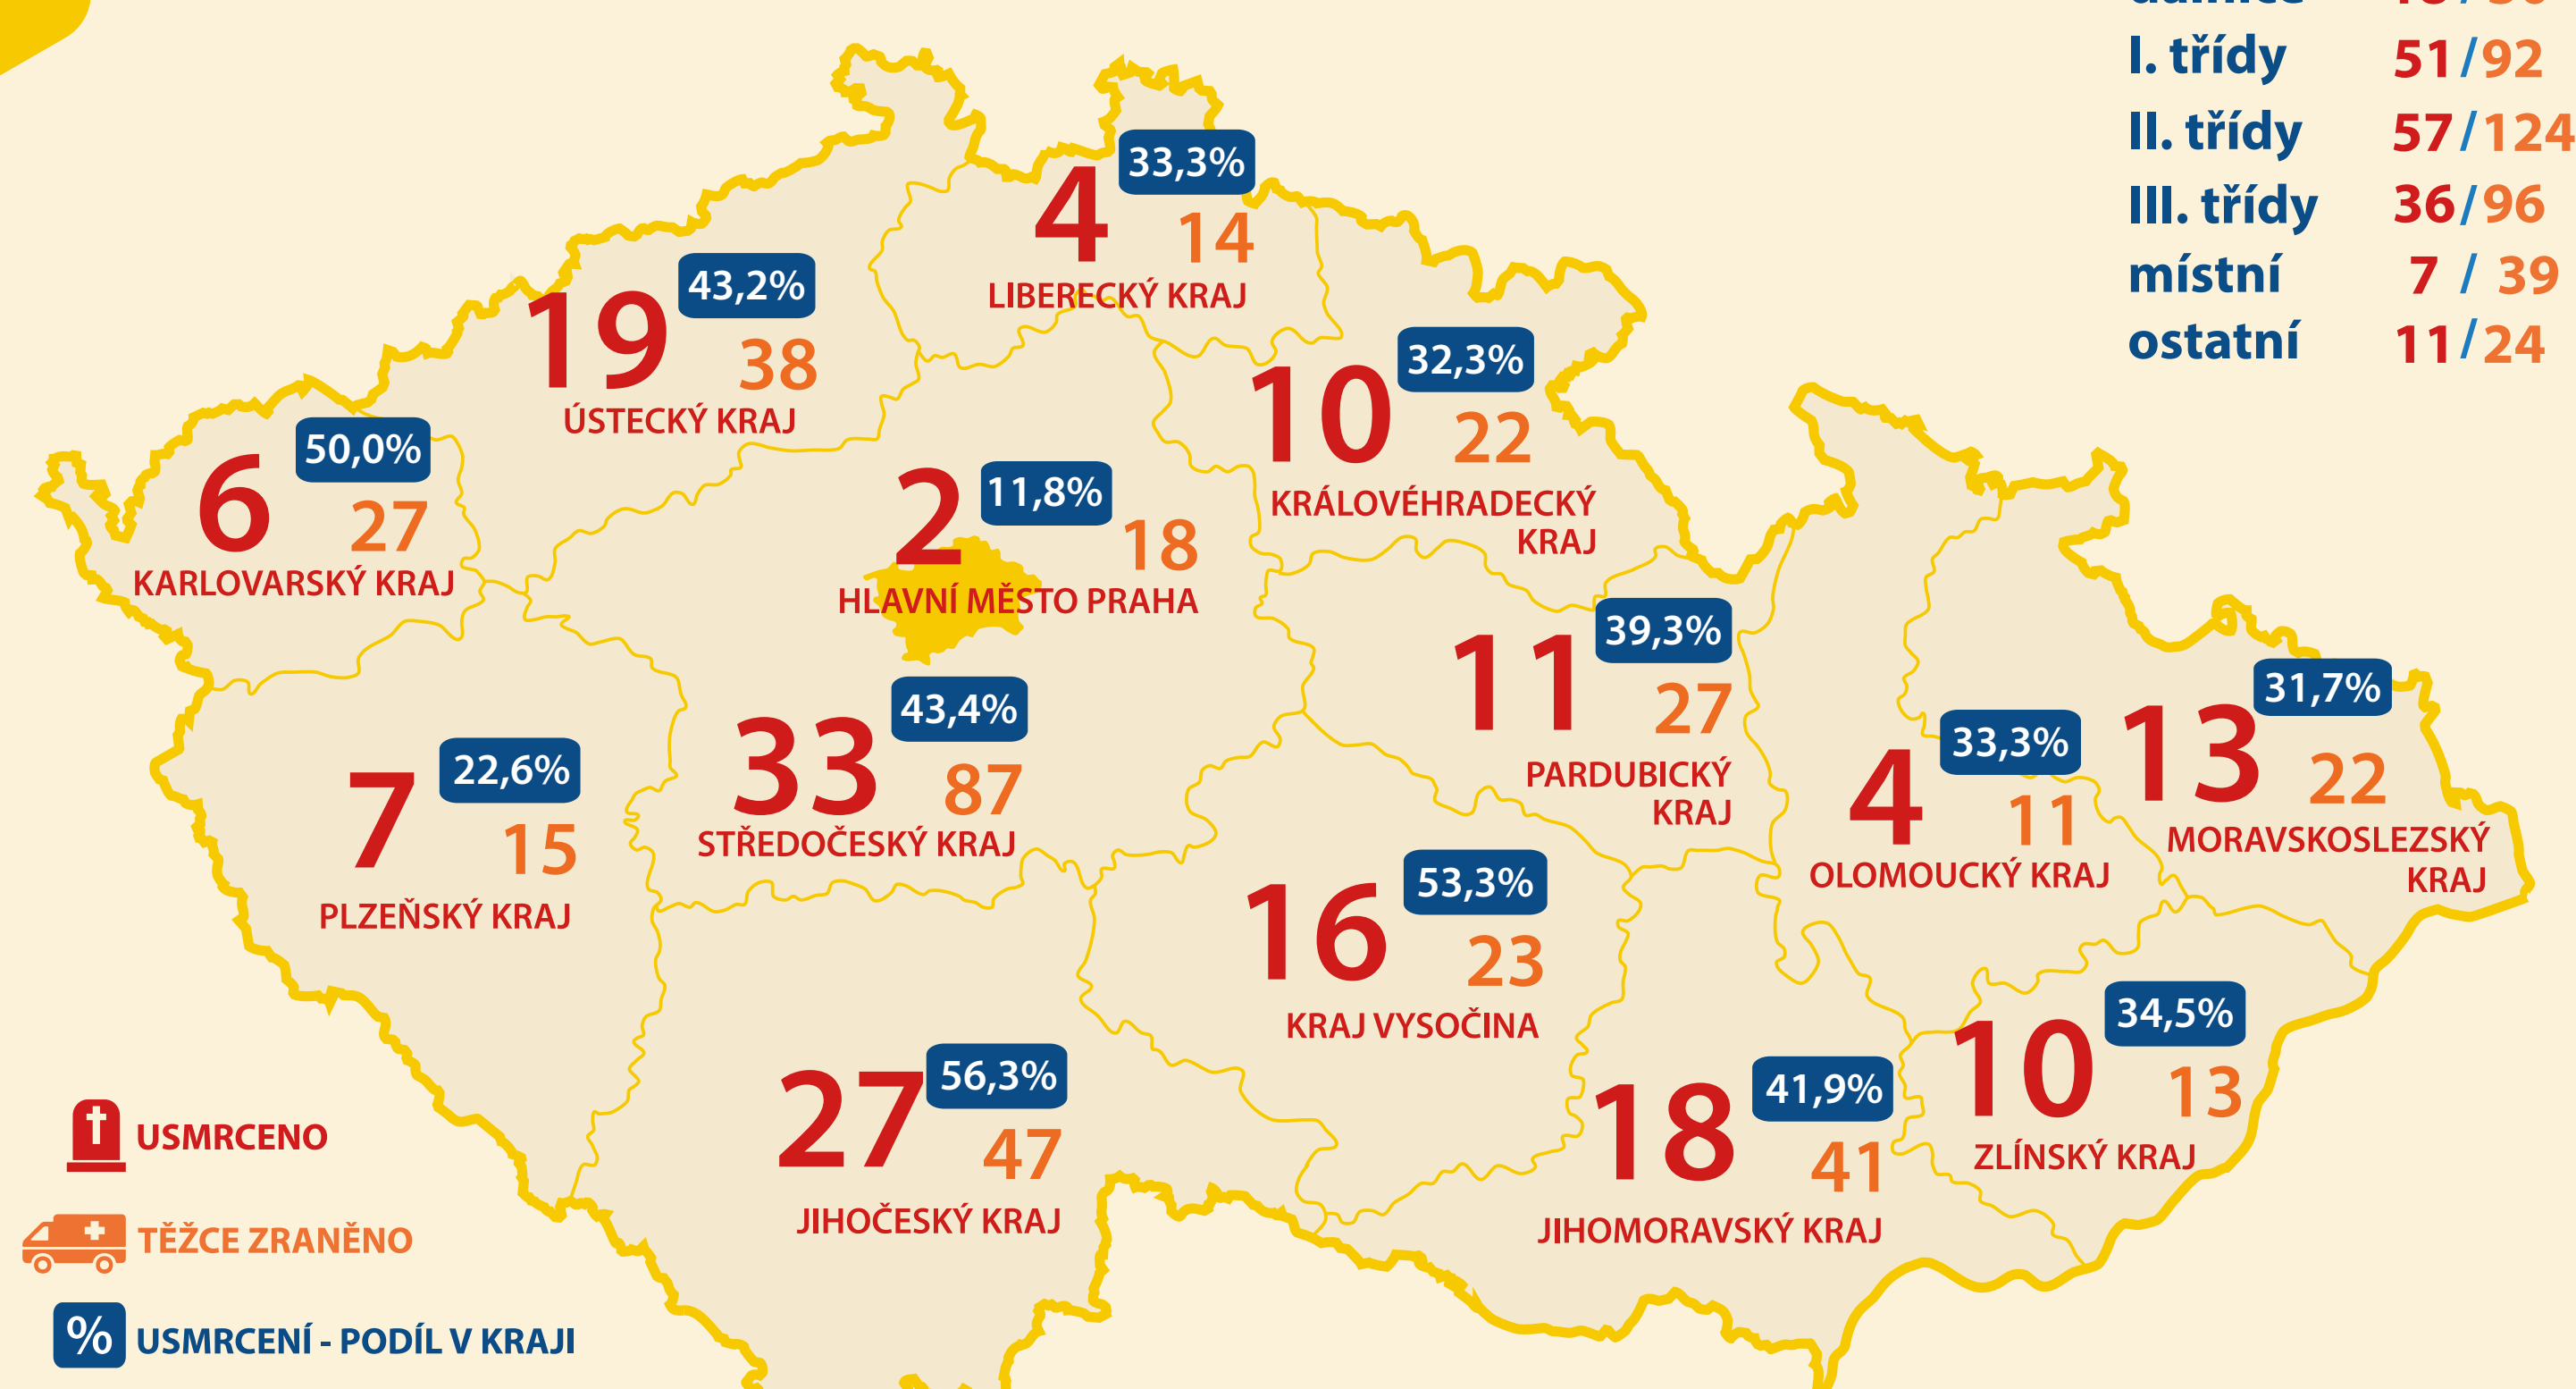 I. třídy 51/92
II. třídy 57/124
III. třídy 36/96
místní 7 / 39
ostatní 11/24
4 33,3%
14
LIBERECKÝ KRAJ
19 43,2%
38
ÚSTECKÝ KRAJ
10 32,3%
22
KRÁLOVÉHRADECKÝ
KRAJ
6 50,0%
27
KARLOVARSKÝ KRAJ
2 11,8%
18
HLAVNÍ MĚSTO PRAHA
11 39,3%
27
PARDUBICKÝ
KRAJ
13 31,7%
22
MORAVSKOSLEZSKÝ
KRAJ
4 33,3%
11
OLOMOUCKÝ KRAJ
33 43,4%
87
STŘEDOČESKÝ KRAJ
7 22,6%
15
PLZEŇSKÝ KRAJ
16 53,3%
23
KRAJ VYSOČINA
10 34,5%
13
ZLÍNSKÝ KRAJ
27 56,3%
47
JIHOČESKÝ KRAJ
18 41,9%
41
JIHOMORAVSKÝ KRAJ
USMRCENO
TĚŽCE ZRANĚNO
% USMRCENÍ - PODÍL V KRAJI